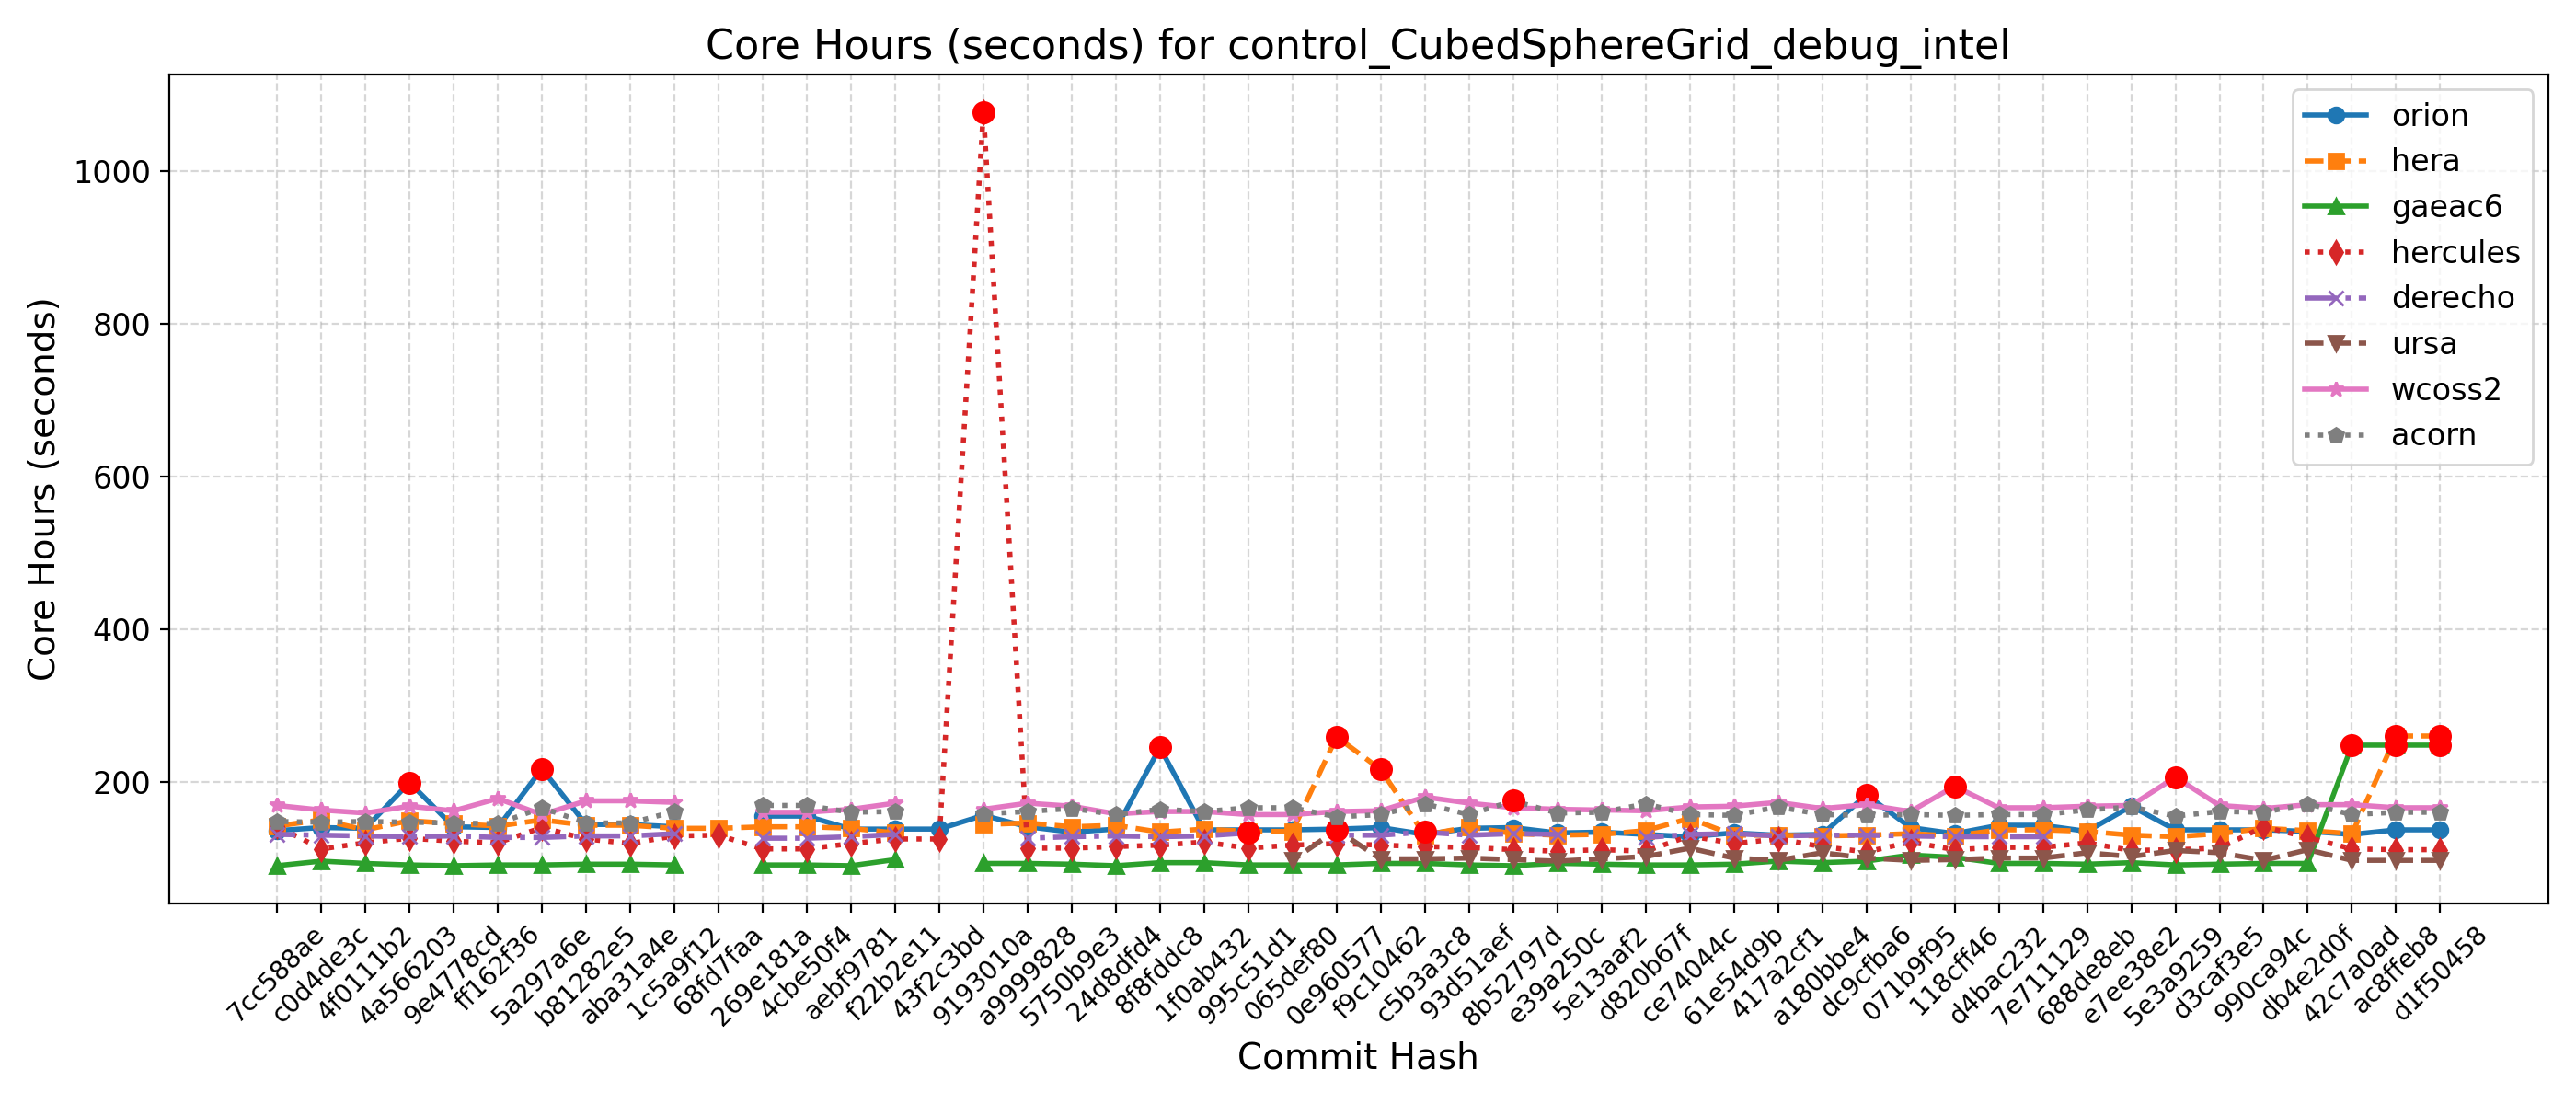 Core Hours (seconds) for control_CubedSphereGrid_debug_intel
Core Hours (seconds)
1000
800
600
400
200
orion
hera
gaeac6
hercules
derecho
ursa
wcoss2
acorn
7cc588ae
c0d4de3c
4f0111b2
4a566203
9e4778cd
ff162f36
5a297a6e
b81282e5
aba31a4e
1c5a9f12
68fd7faa
269e181a
4cbe50f4
aebf9781
f22b2e11
43f2c3bd
9193010a
a9999828
5750b9e3
24d8dfd4
8f8fddc8
1f0ab432
995c51d1
065def80
0e960577
f9c10462
c5b3a3c8
93d51aef
8b52797d
e39a250c
5e13aaf2
d820b67f
ce74044c
61e54d9b
417a2cf1
a180bbe4
dc9cfba6
071b9f95
118cff46
d4bac232
7e711129
688de8eb
e7ee38e2
5e3a9259
d3caf3e5
990ca94c
db4e2d0f
42c7a0ad
ac8ffeb8
d1f50458
Commit Hash